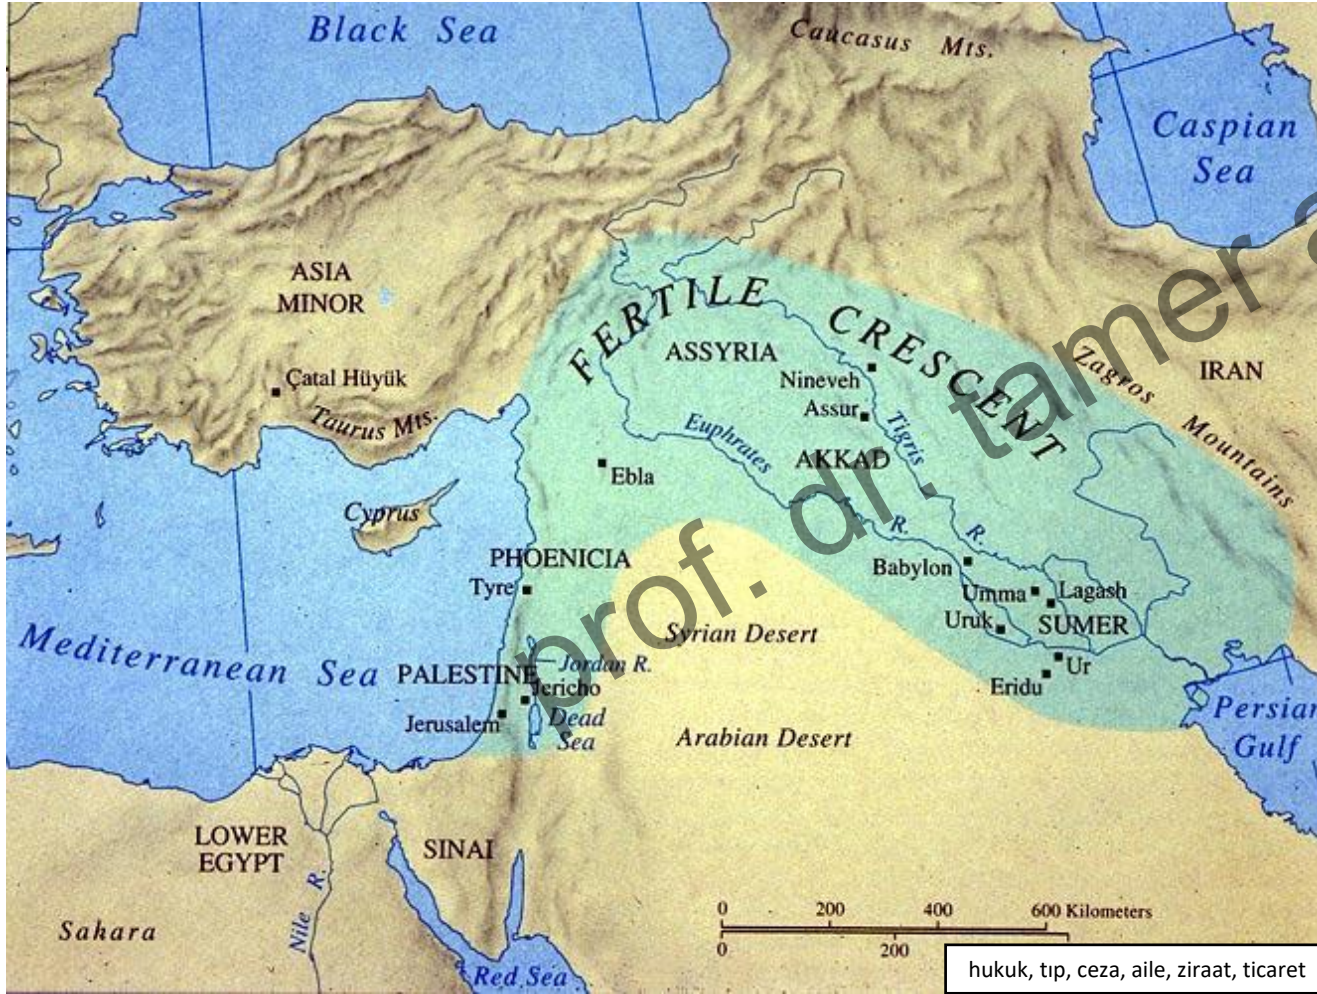 Black Sea
Caucasus Mts.
Caspian
Sea
ASIA
MINOR
FERTILE CRESCENT
ASSYRIA
Nineveh
Assur
Zagros Mountains
IRAN
Çatal Hüyük
Taurus Mts.
Euphrates R.
Tigris R.
AKKAD
Ebla
Cyprus
PHOENICIA
Tyre
Babylon
Umma
Lagash
Uruk
SUMER
Ur
Eridu
Syrian Desert
Mediterranean Sea
PALESTINE
Jordan R.
Jericho
Jerusalem
Dead
Sea
Arabian Desert
Persian
Gulf
LOWER
EGYPT
SINAI
Nile R.
Sahara
Red Sea
0 200 400 600 Kilometers
0 200
hukuk, tıp, ceza, aile, ziraat, ticaret
prof. dr. tamer a